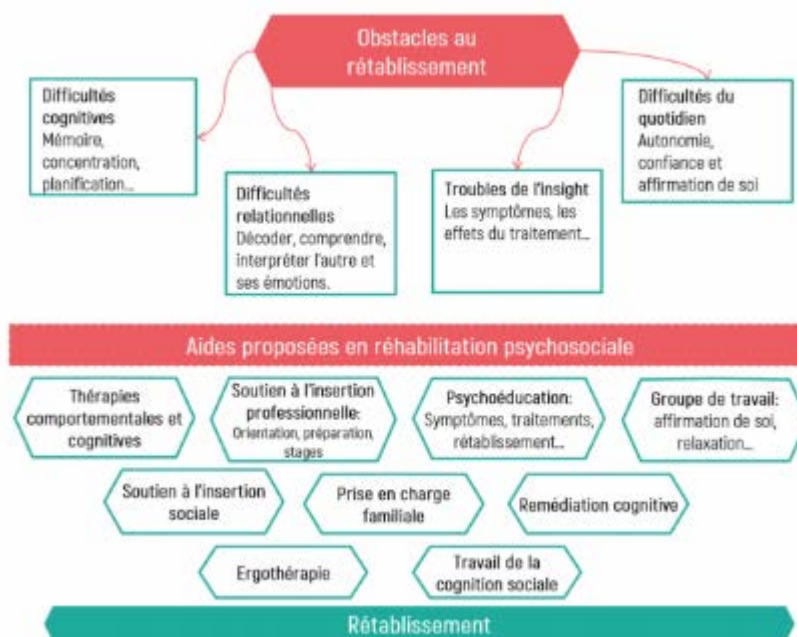 Obstacles au
rétablissement
Difficultés
cognitives
Mémoire,
concentration,
planification...
Difficultés
relationnelles
Décoder, comprendre,
interpréter l'autre et
ses émotions.
Troubles de l'insight
Les symptômes, les
effets du traitement...
Difficultés du
quotidien
Autonomie,
confiance et
affirmation de soi
Aides proposées en réhabilitation psychosociale
Thérapies
comportementales et
cognitives
Soutien à l'insertion
professionnelle:
Orientation, préparation,
stages
Psychoéducation:
Symptômes, traitements,
rétablissement...
Groupe de travail:
affirmation de soi,
relaxation...
Soutien à l'insertion
sociale
Prise en charge
familiale
Remédiation cognitive
Ergothérapie
Travail de la
cognition sociale
Rétablissement